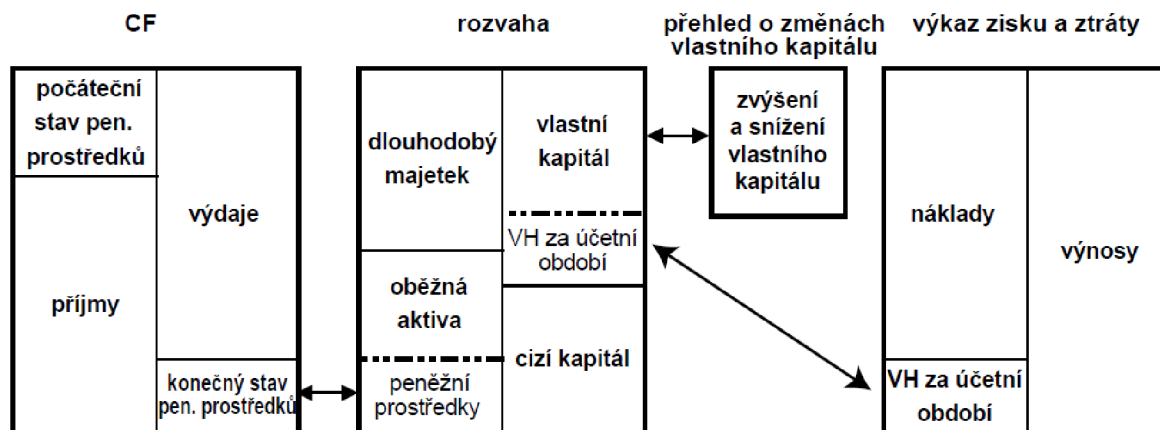 CF
rozvaha
přehled o změnách
vlastního kapitálu
výkaz zisku a ztráty
počáteční
stav pen.
prostředků
příjmy
výdaje
konečný stav
pen. prostředků
dlouhodobý
majetek
oběžná
aktiva
peněžní
prostředky
vlastní
kapitál
VH za účetní
období
cizí kapitál
zvýšení
a snížení
vlastního
kapitálu
náklady
VH za účetní
období
výnosy